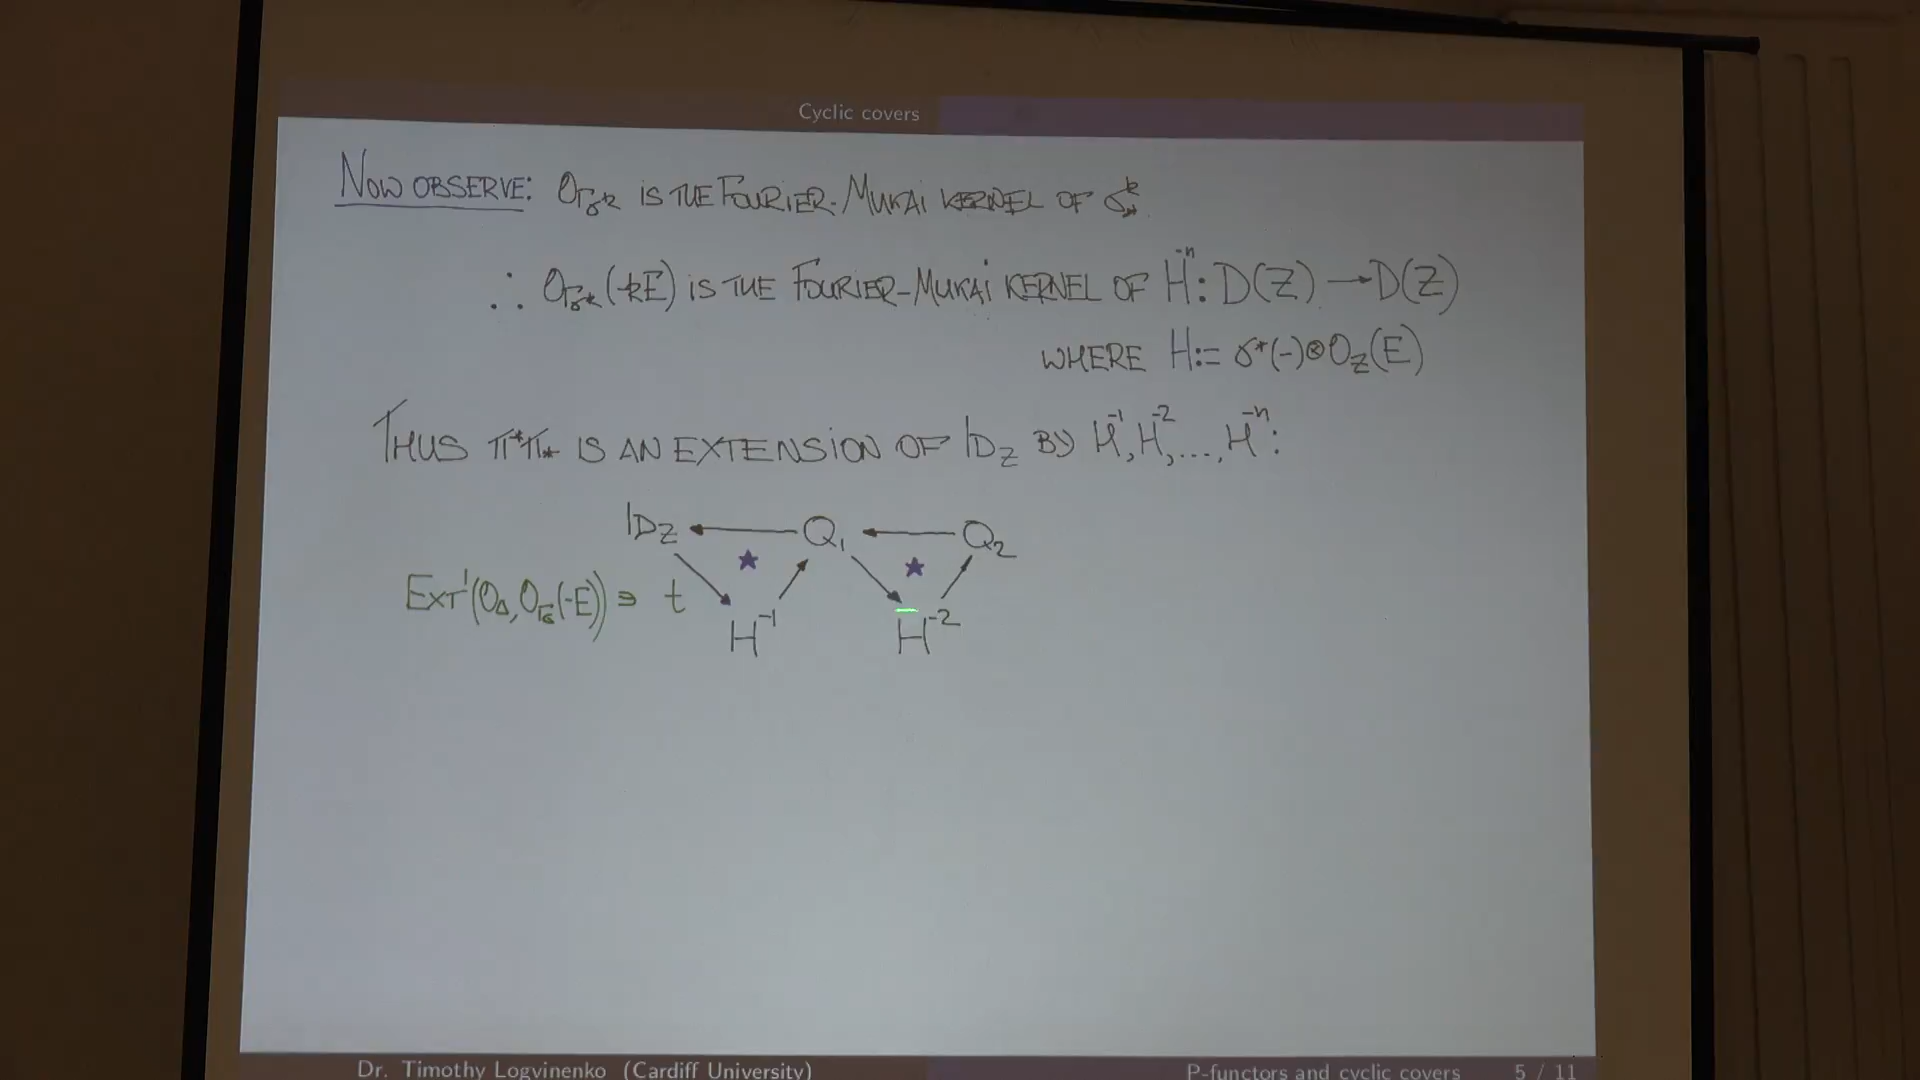 Cyclic covers
NOW OBSERVE: O_{Γ_{σ^k}} IS THE FOURIER-MUKAI KERNEL OF σ^k_*.
∴ O_{Γ_{σ^k}}(-kE) IS THE FOURIER-MUKAI KERNEL OF H^{-n}: D(Z) → D(Z)
WHERE H:= σ*(-)⊗O_Z(E)
THUS π*π_* IS AN EXTENSION OF ID_Z BY H^{-1}, H^{-2}, ..., H^{-n}:
ID_Z ← Q_1 ← Q_2
★ ★
EXT^1(O_Δ, O_{Γ_σ}(-E)) ∋ t
H^{-1} H^{-2}
Dr. Timothy Logvinenko (Cardiff University) P-functors and cyclic covers 5 / 11